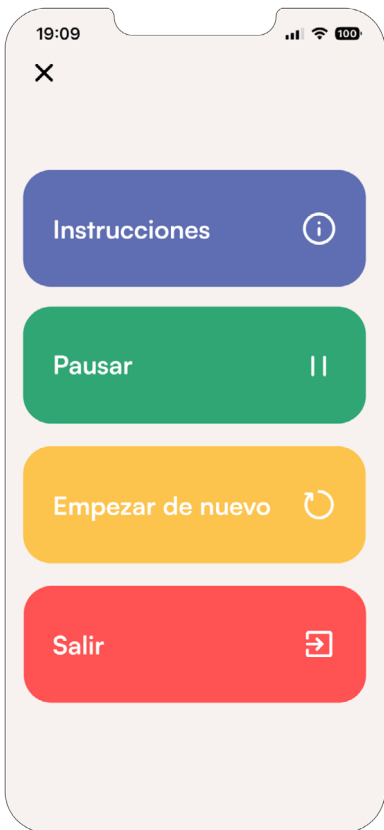 19:09
100
Instrucciones
Pausar
Empezar de nuevo
Salir